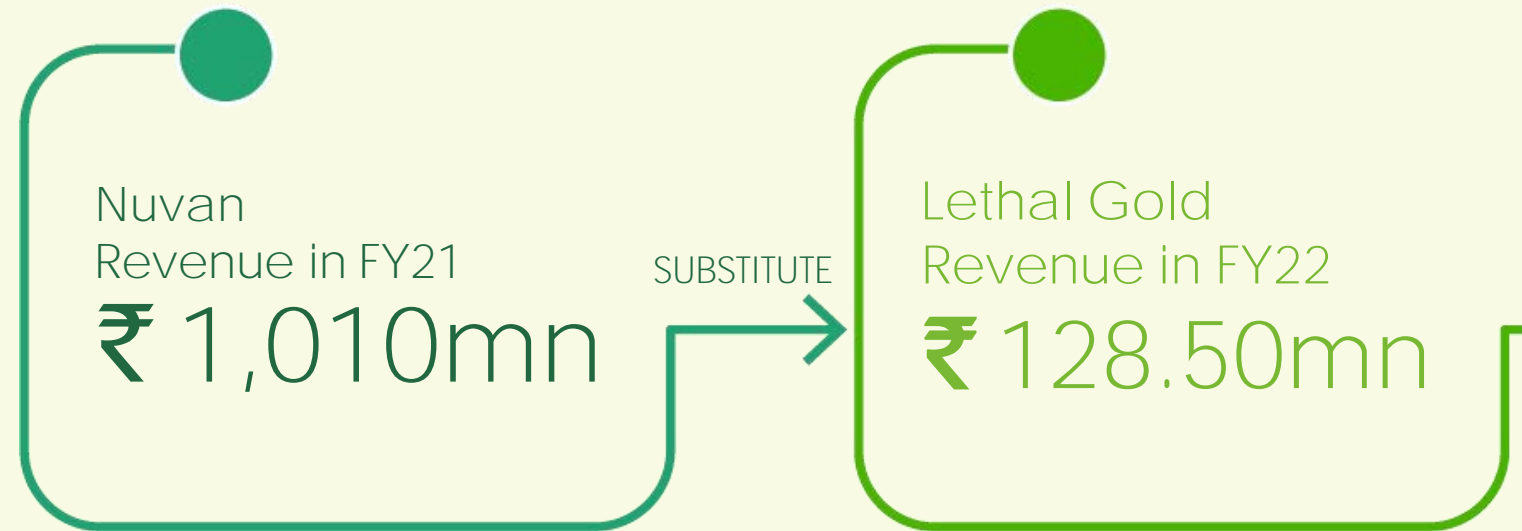 Nuvan
Revenue in FY21
₹ 1,010mn
SUBSTITUTE
Lethal Gold
Revenue in FY22
₹ 128.50mn